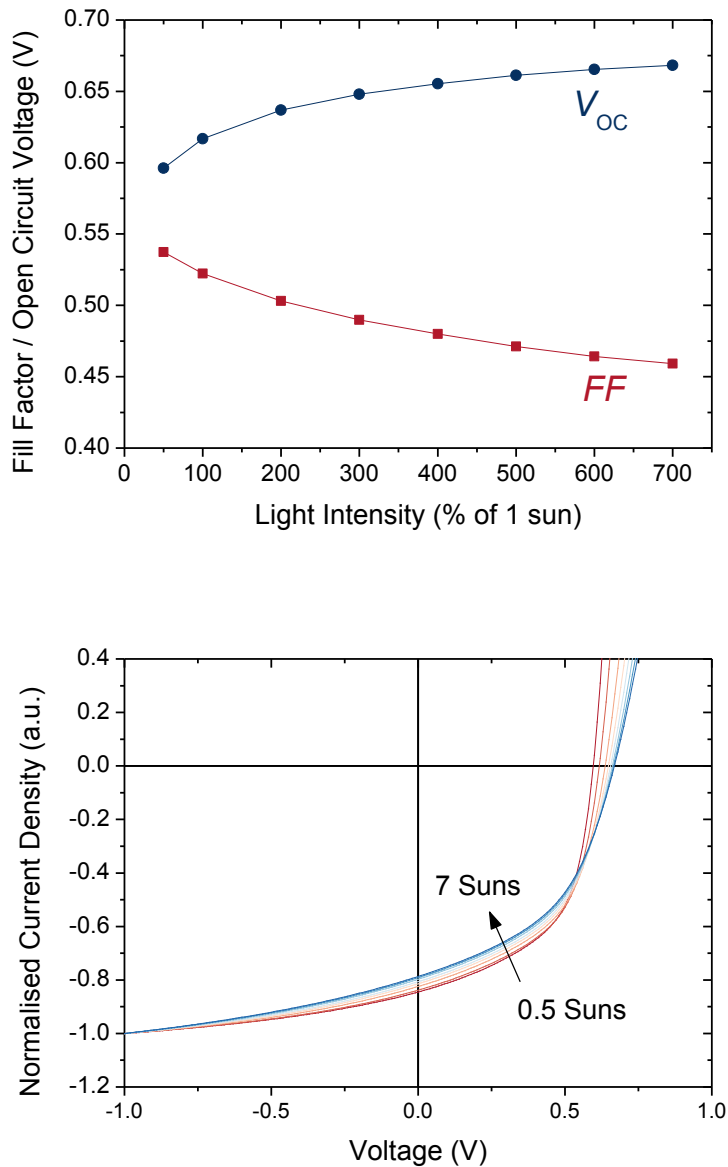 0.70
0.65
0.60
0.55
0.50
0.45
0.40
Fill Factor / Open Circuit Voltage (V)
V_OC
FF
0 100 200 300 400 500 600 700
Light Intensity (% of 1 sun)
0.4
0.2
0.0
-0.2
-0.4
-0.6
-0.8
-1.0
-1.2
Normalised Current Density (a.u.)
7 Suns
0.5 Suns
-1.0 -0.5 0.0 0.5 1.0
Voltage (V)